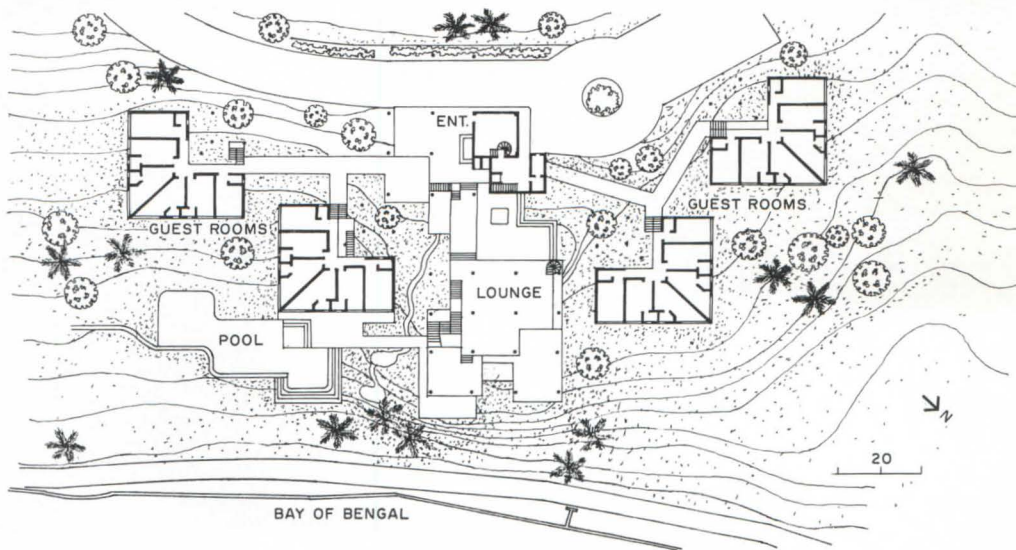 ENT.
GUEST ROOMS
GUEST ROOMS
LOUNGE
POOL
N
20
BAY OF BENGAL